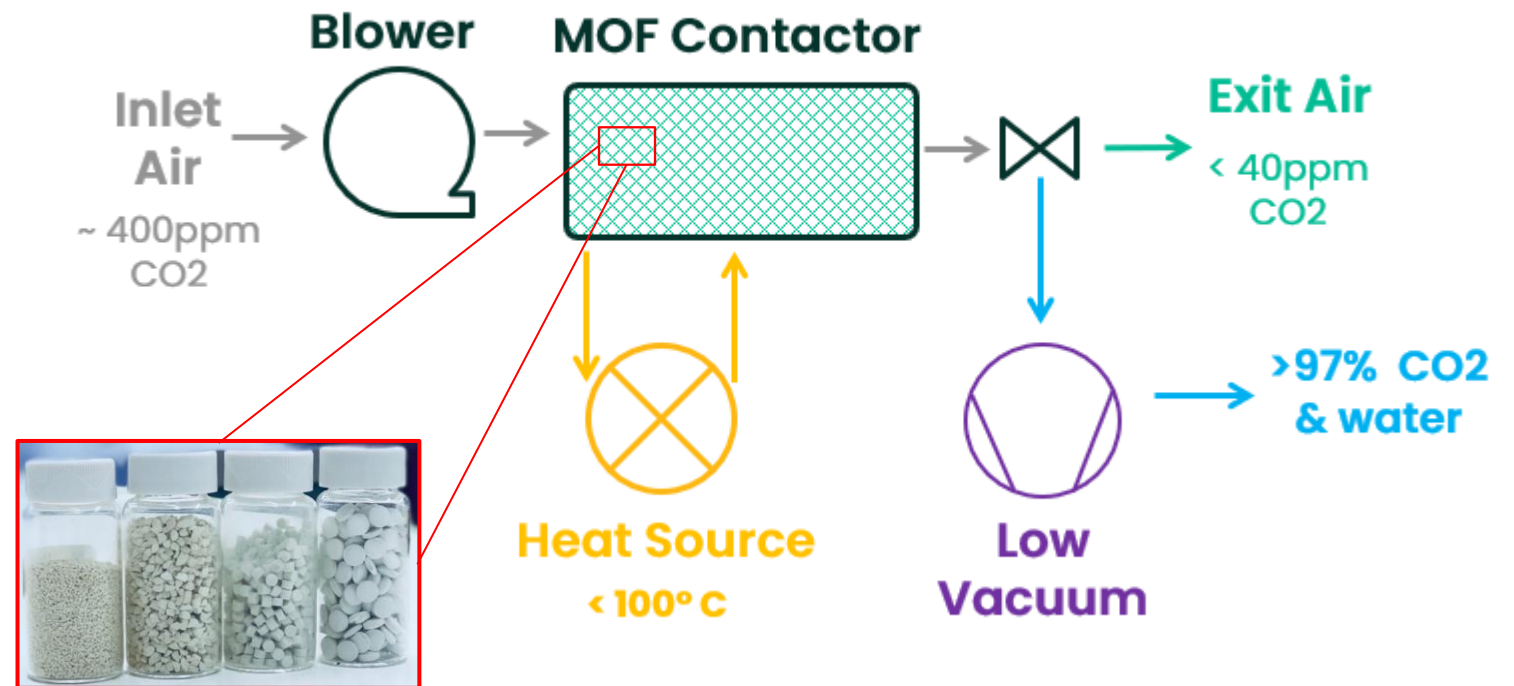 Blower
MOF Contactor
Inlet
Air
~ 400ppm
CO2
Exit Air
< 40ppm
CO2
>97% CO2
& water
Heat Source
< 100° C
Low
Vacuum